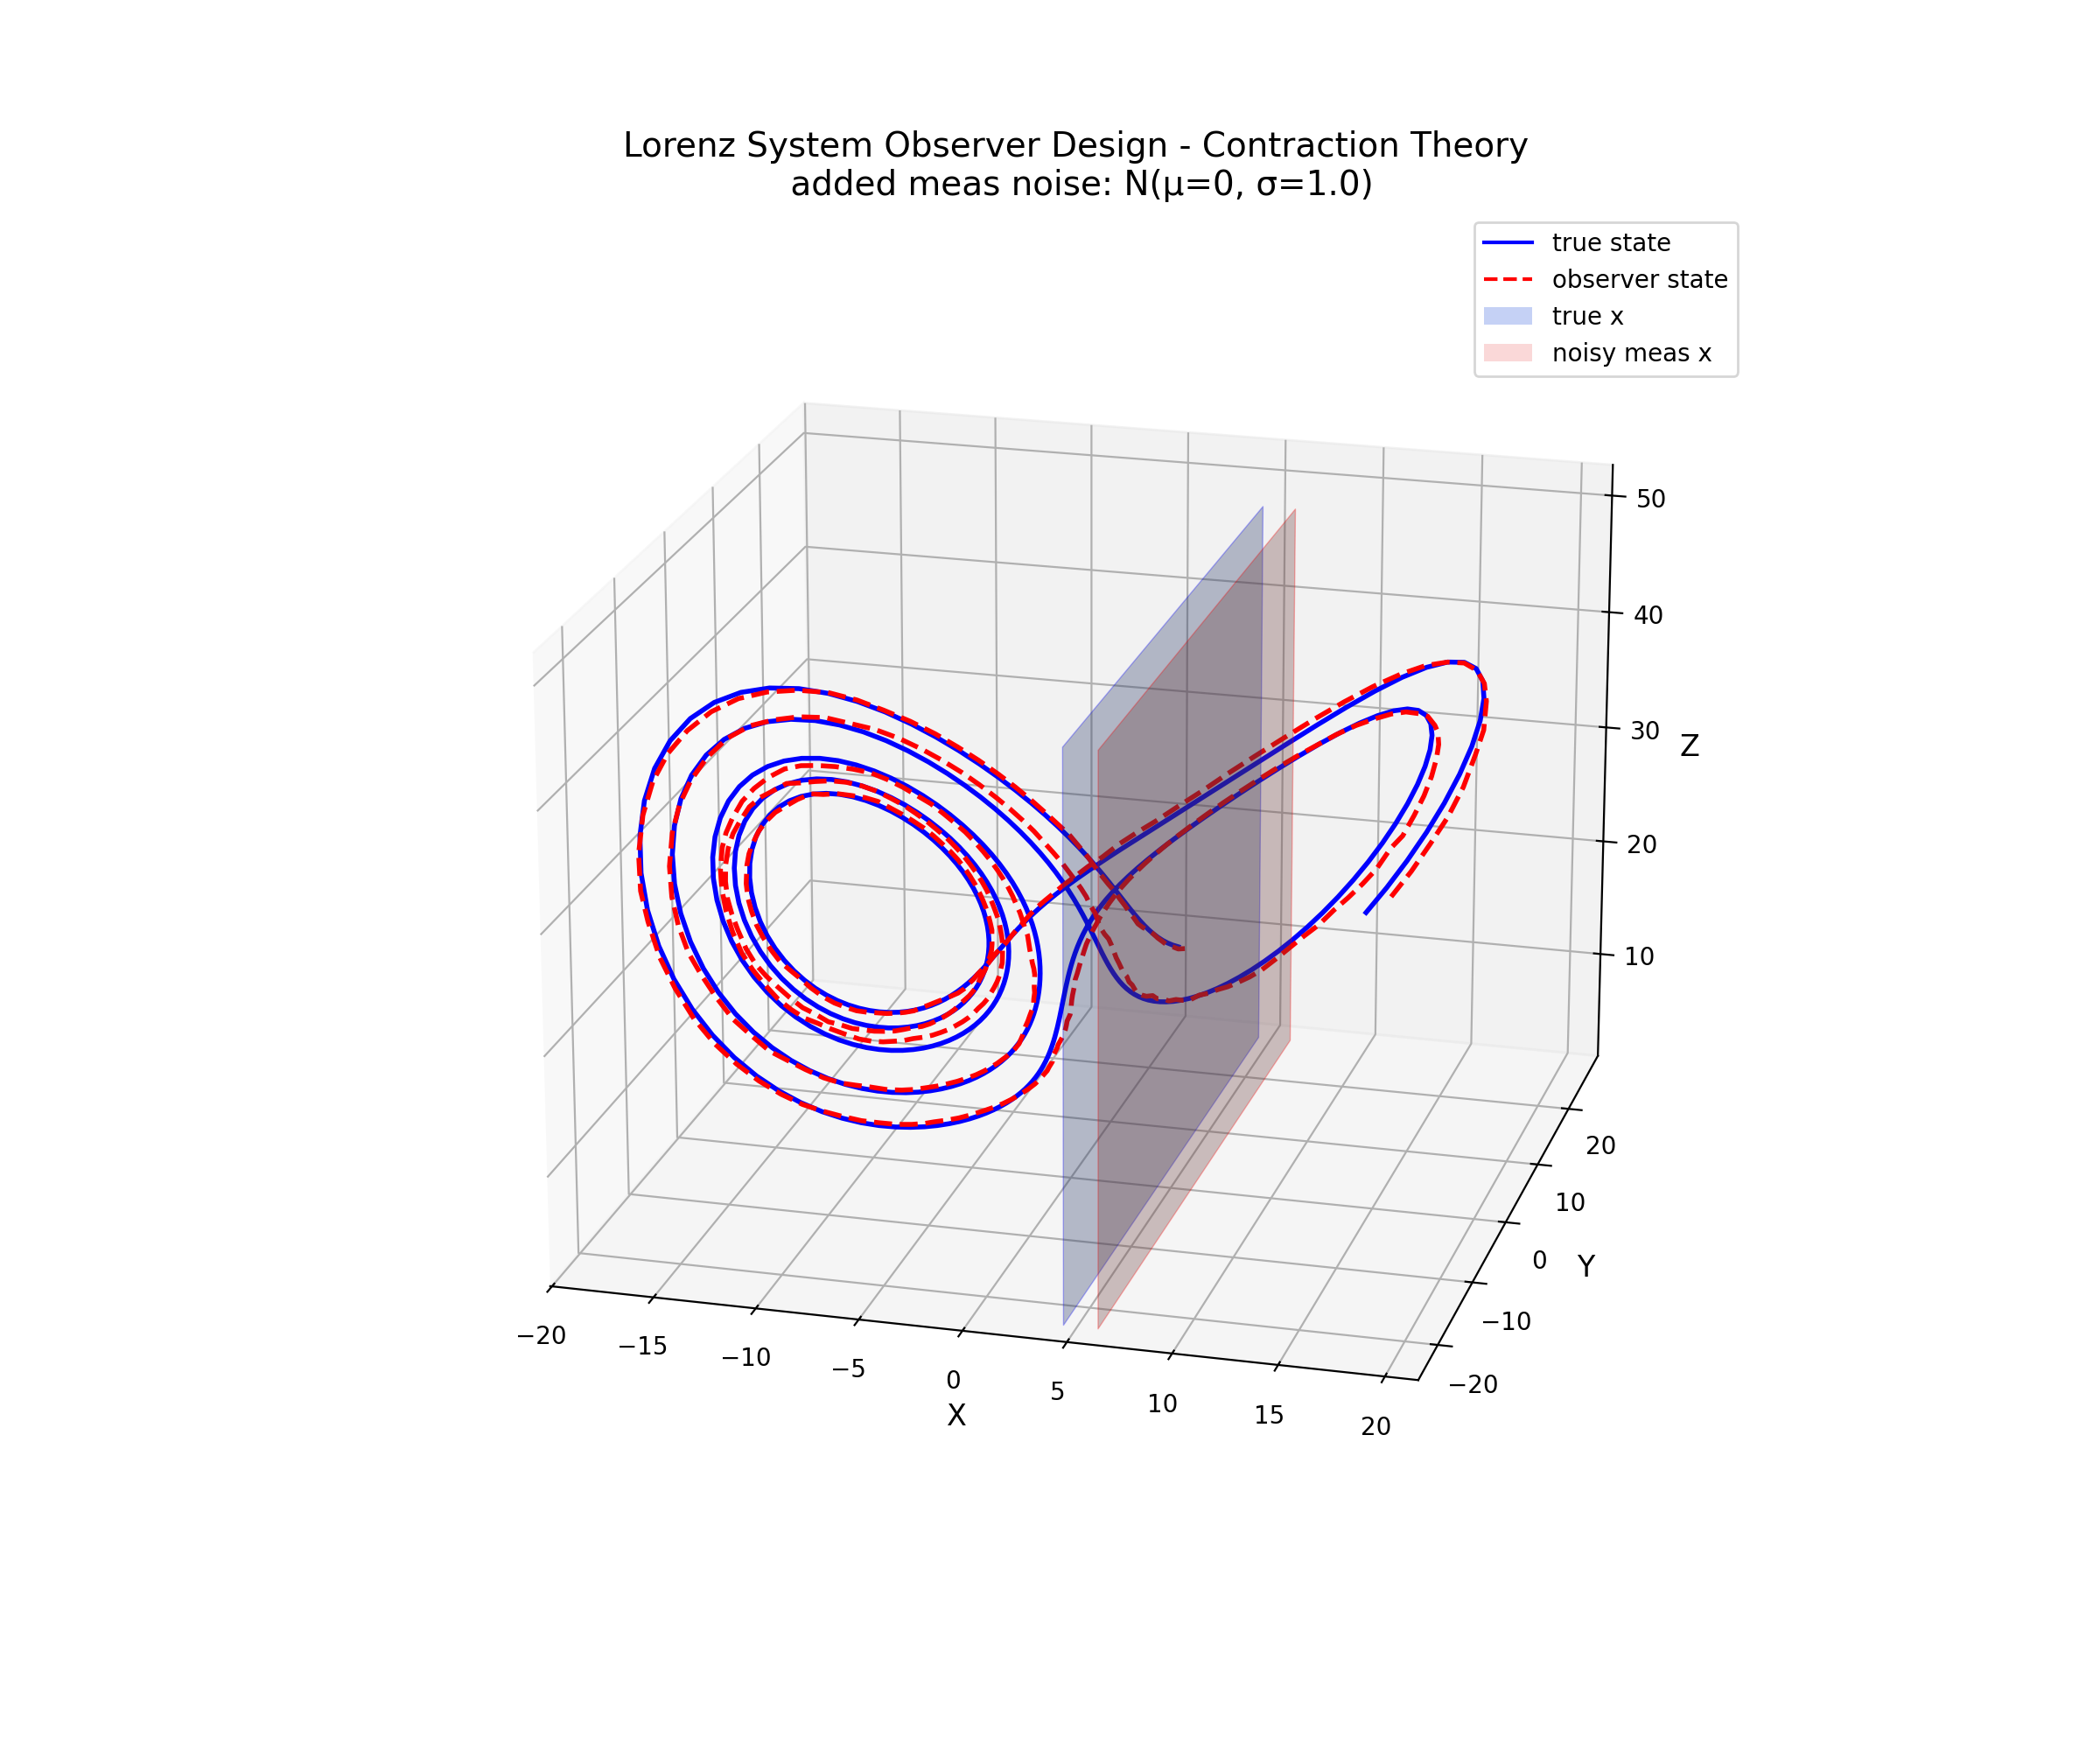 Lorenz System Observer Design - Contraction Theory
added meas noise: N(μ=0, σ=1.0)
true state
observer state
true x
noisy meas x
50
40
30
Z
20
10
20
10
0
Y
−10
−20
−20
−15
−10
−5
0
5
10
15
20
X